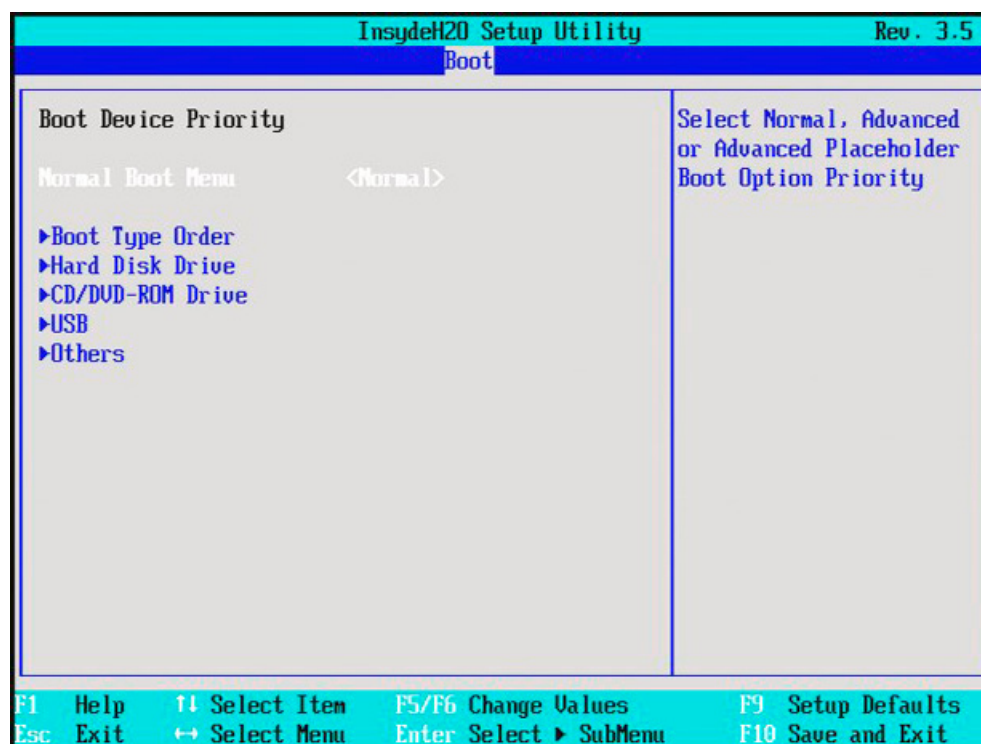 InsydeH2O Setup Utility Rev. 3.5
Boot
Boot Device Priority
Normal Boot Menu <Normal>
▶Boot Type Order
▶Hard Disk Drive
▶CD/DVD-ROM Drive
▶USB
▶Others
Select Normal, Advanced
or Advanced Placeholder
Boot Option Priority
F1 Help ↑↓ Select Item F5/F6 Change Values F9 Setup Defaults
Esc Exit ↔ Select Menu Enter Select ▶ SubMenu F10 Save and Exit